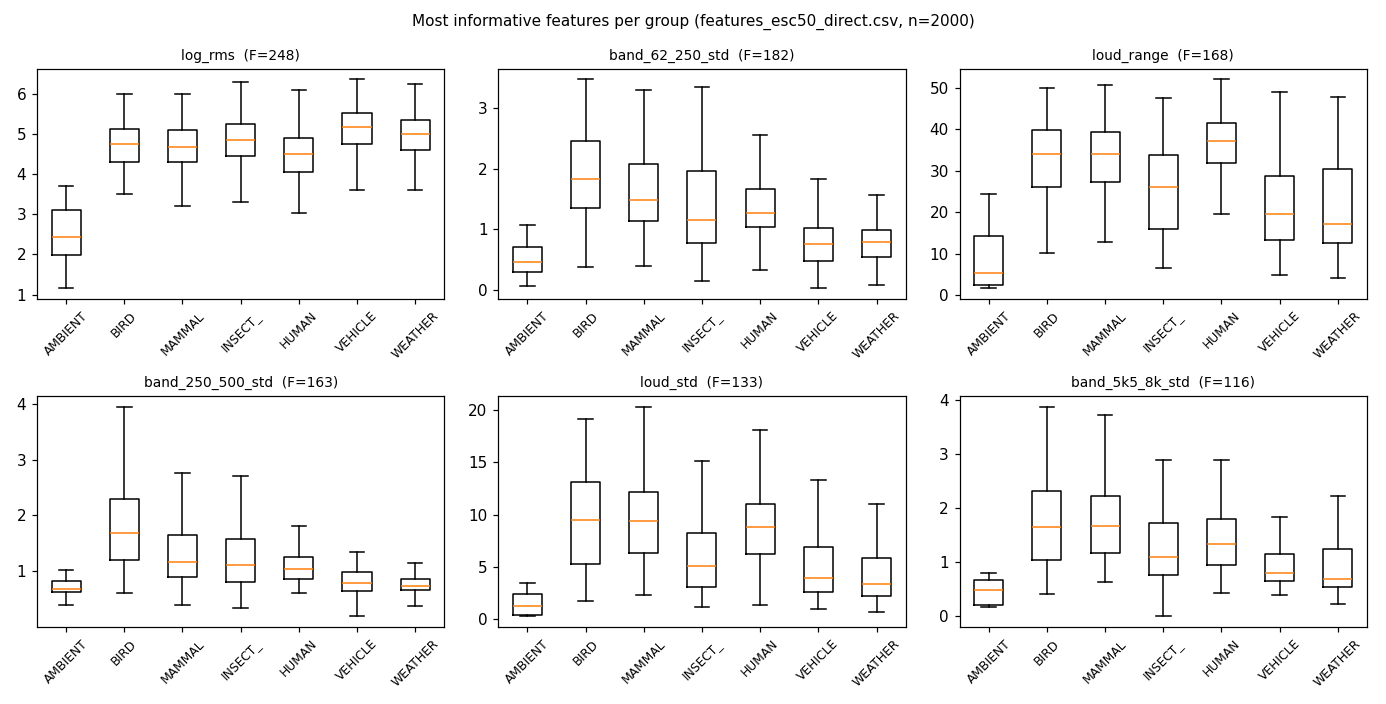 Most informative features per group (features_esc50_direct.csv, n=2000)
log_rms (F=248)
6
5
4
3
2
1
AMBIENT
BIRD
MAMMAL
INSECT_
HUMAN
VEHICLE
WEATHER
band_62_250_std (F=182)
3
2
1
0
AMBIENT
BIRD
MAMMAL
INSECT_
HUMAN
VEHICLE
WEATHER
loud_range (F=168)
50
40
30
20
10
0
AMBIENT
BIRD
MAMMAL
INSECT_
HUMAN
VEHICLE
WEATHER
band_250_500_std (F=163)
4
3
2
1
AMBIENT
BIRD
MAMMAL
INSECT_
HUMAN
VEHICLE
WEATHER
loud_std (F=133)
20
15
10
5
0
AMBIENT
BIRD
MAMMAL
INSECT_
HUMAN
VEHICLE
WEATHER
band_5k5_8k_std (F=116)
4
3
2
1
0
AMBIENT
BIRD
MAMMAL
INSECT_
HUMAN
VEHICLE
WEATHER